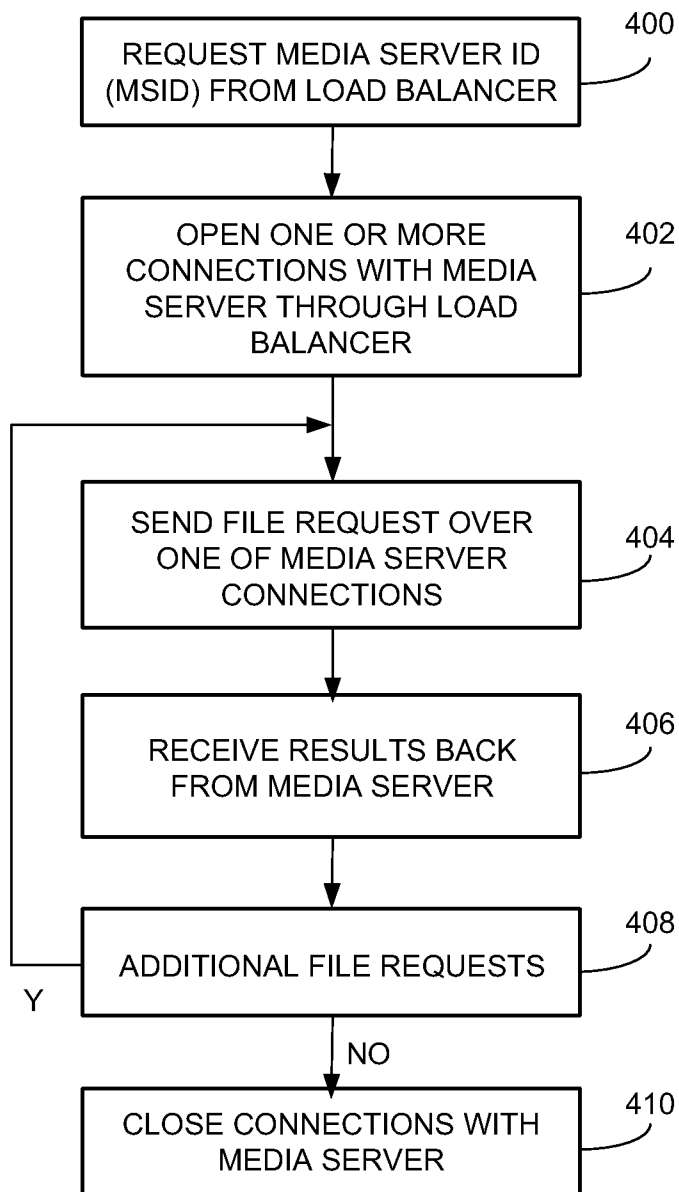 400
REQUEST MEDIA SERVER ID
(MSID) FROM LOAD BALANCER
402
OPEN ONE OR MORE
CONNECTIONS WITH MEDIA
SERVER THROUGH LOAD
BALANCER
404
SEND FILE REQUEST OVER
ONE OF MEDIA SERVER
CONNECTIONS
406
RECEIVE RESULTS BACK
FROM MEDIA SERVER
408
ADDITIONAL FILE REQUESTS
Y
NO
410
CLOSE CONNECTIONS WITH
MEDIA SERVER